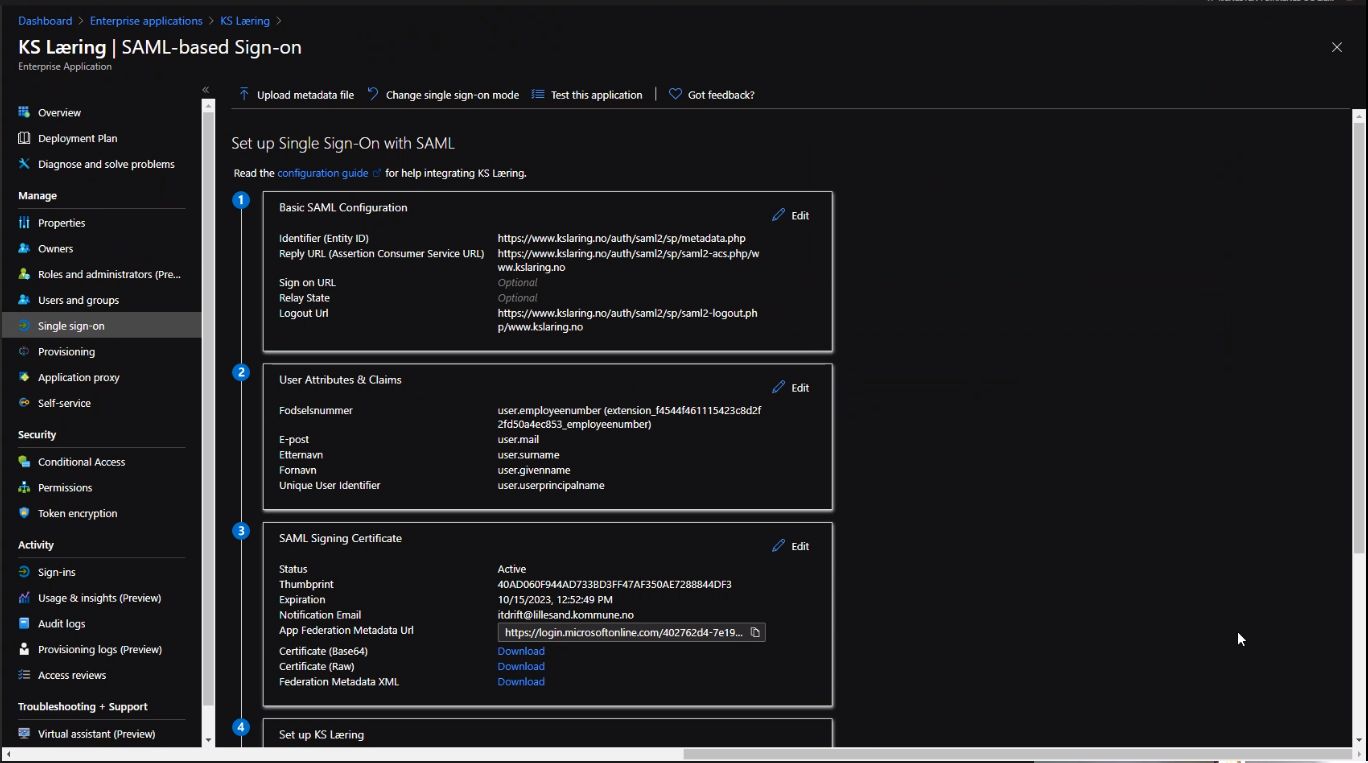 Dashboard > Enterprise applications > KS Læring >
KS Læring | SAML-based Sign-on
Enterprise Application
Overview
Deployment Plan
Diagnose and solve problems
Manage
Properties
Owners
Roles and administrators (Pre...
Users and groups
Single sign-on
Provisioning
Application proxy
Self-service
Security
Conditional Access
Permissions
Token encryption
Activity
Sign-ins
Usage & insights (Preview)
Audit logs
Provisioning logs (Preview)
Access reviews
Troubleshooting + Support
Virtual assistant (Preview)
Upload metadata file Change single sign-on mode Test this application | Got feedback?
Set up Single Sign-On with SAML
Read the configuration guide for help integrating KS Læring.
1
Basic SAML Configuration
Edit
Identifier (Entity ID) https://www.kslaring.no/auth/saml2/sp/metadata.php
Reply URL (Assertion Consumer Service URL) https://www.kslaring.no/auth/saml2/sp/saml2-acs.php/w
ww.kslaring.no
Sign on URL Optional
Relay State Optional
Logout Url https://www.kslaring.no/auth/saml2/sp/saml2-logout.ph
p/www.kslaring.no
2
User Attributes & Claims
Edit
Fodselsnummer user.employeenumber (extension_f4544f461115423c8d2f
2fd50a4ec853_employeenumber)
E-post user.mail
Etternavn user.surname
Fornavn user.givenname
Unique User Identifier user.userprincipalname
3
SAML Signing Certificate
Edit
Status Active
Thumbprint 40AD060F944AD733BD3FF47AF350AE7288844DF3
Expiration 10/15/2023, 12:52:49 PM
Notification Email itdrift@lillesand.kommune.no
App Federation Metadata Url https://login.microsoftonline.com/402762d4-7e19...
Certificate (Base64) Download
Certificate (Raw) Download
Federation Metadata XML Download
4
Set up KS Læring